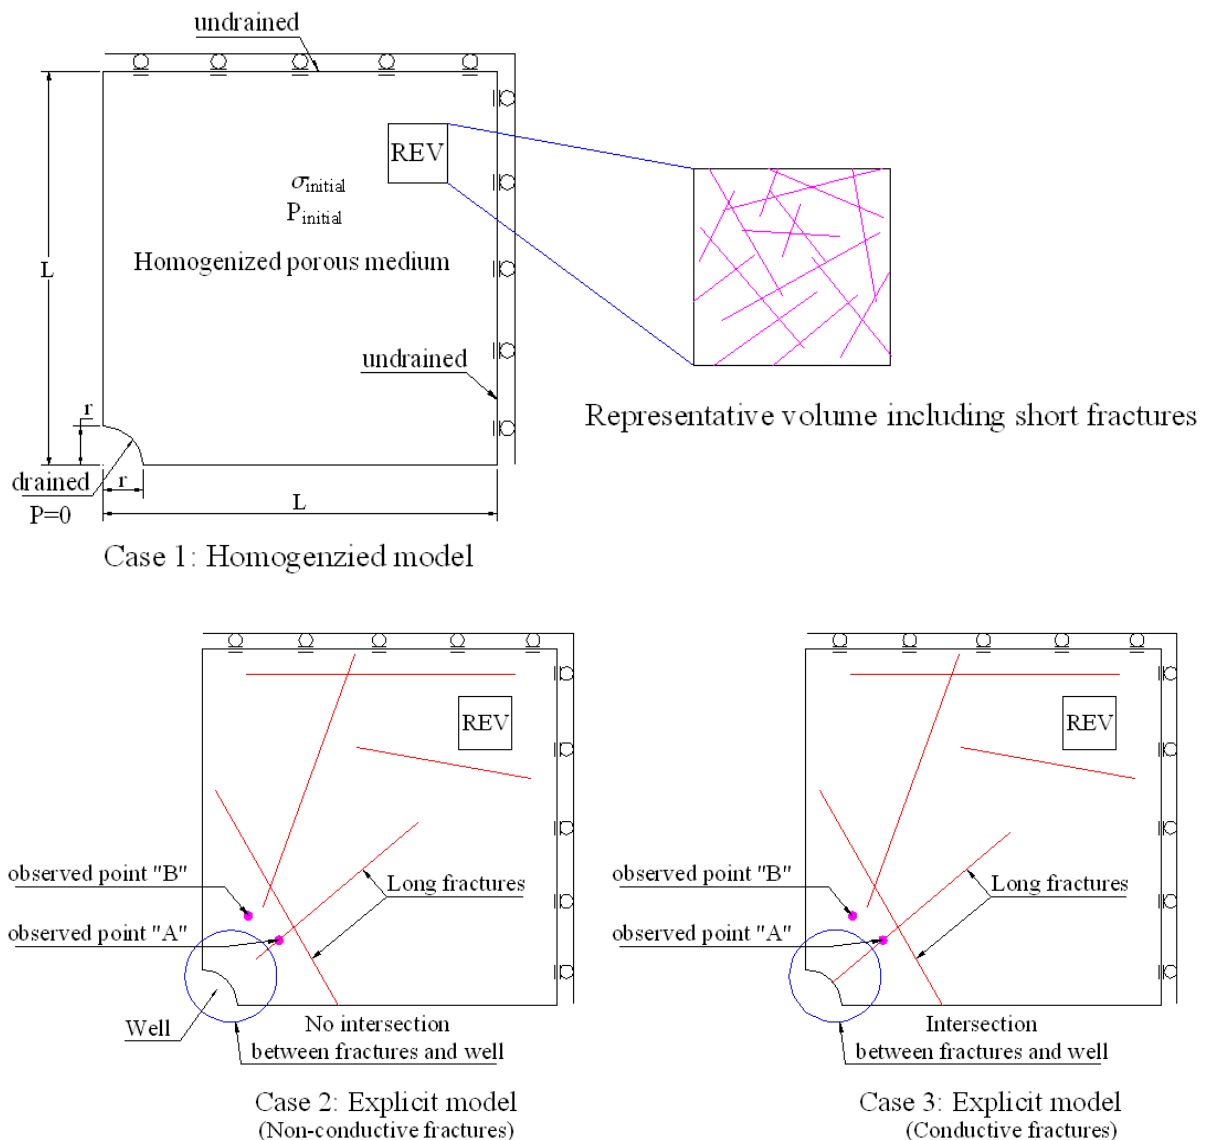 undrained
REV
σinitial
Pinitial
L
Homogenized porous medium
undrained
Representative volume including short fractures
r
drained
r
P=0
L
Case 1: Homogenzied model
REV
REV
observed point "B"
Long fractures
observed point "A"
Well
No intersection
between fractures and well
observed point "B"
Long fractures
observed point "A"
Intersection
between fractures and well
Case 2: Explicit model
(Non-conductive fractures)
Case 3: Explicit model
(Conductive fractures)